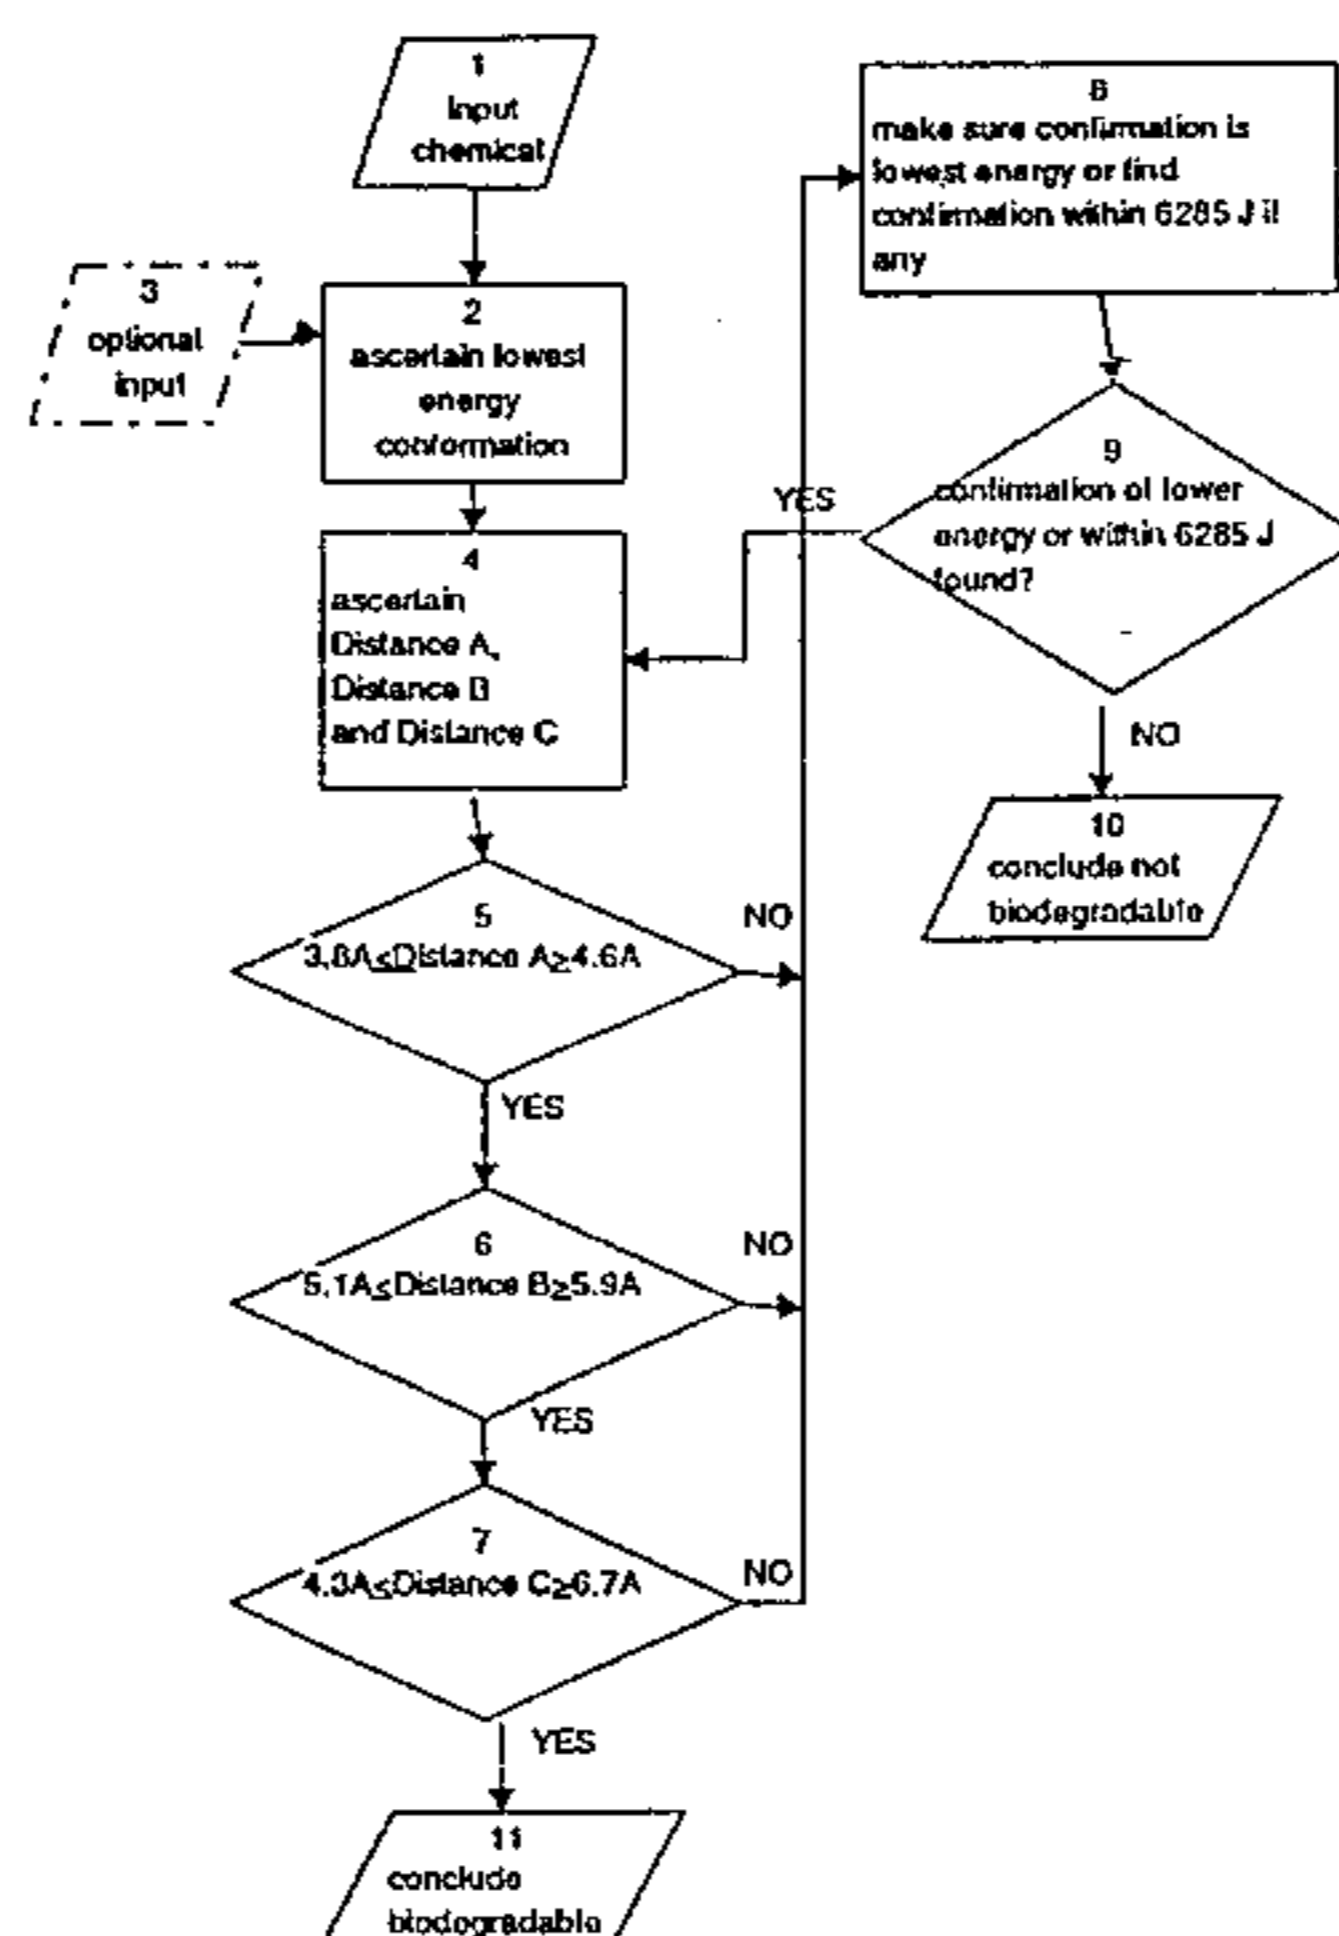 1
Input
chemical
3
optional
input
2
ascertain lowest
energy
conformation
4
ascertain
Distance A,
Distance B
and Distance C
5
3.8A≤Distance A≥4.6A
NO
YES
6
5.1A≤Distance B≥5.9A
NO
YES
7
4.3A≤Distance C≥6.7A
NO
YES
11
conclude
biodegradable
8
make sure confirmation is
lowest energy or find
confirmation within 6285 J if
any
9
confirmation of lower
energy or within 6285 J
found?
YES
NO
10
conclude not
biodegradable